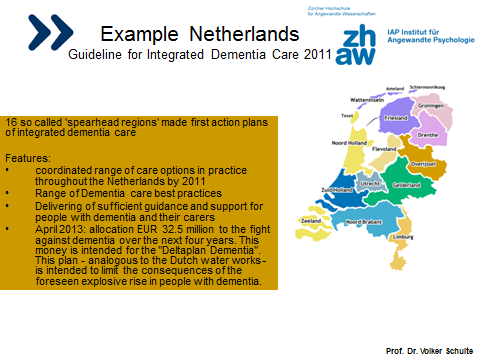 Example Netherlands
Guideline for Integrated Dementia Care 2011
Zürcher Hochschule
für Angewandte Wissenschaften
zh
aw
IAP Institut für
Angewandte Psychologie
16 so called 'spearhead regions' made first action plans
of integrated dementia care
Features:
• coordinated range of care options in practice
throughout the Netherlands by 2011
• Range of Dementia care best practices
• Delivering of sufficient guidance and support for
people with dementia and their carers
• April 2013: allocation EUR 32.5 million to the fight
against dementia over the next four years. This
money is intended for the "Deltaplan Dementia".
This plan - analogous to the Dutch water works-
is intended to limit the consequences of the
foreseen explosive rise in people with dementia.
Ameland
Schiermonnikoog
Watteninseln
Groningen
Texel
Friesland
Drenthe
Noord Holland
Flevoland
Overijssel
Utrecht
Zuid Holland
Gelderland
Zeeland
Noord Brabant
Limburg
Prof. Dr. Volker Schulte